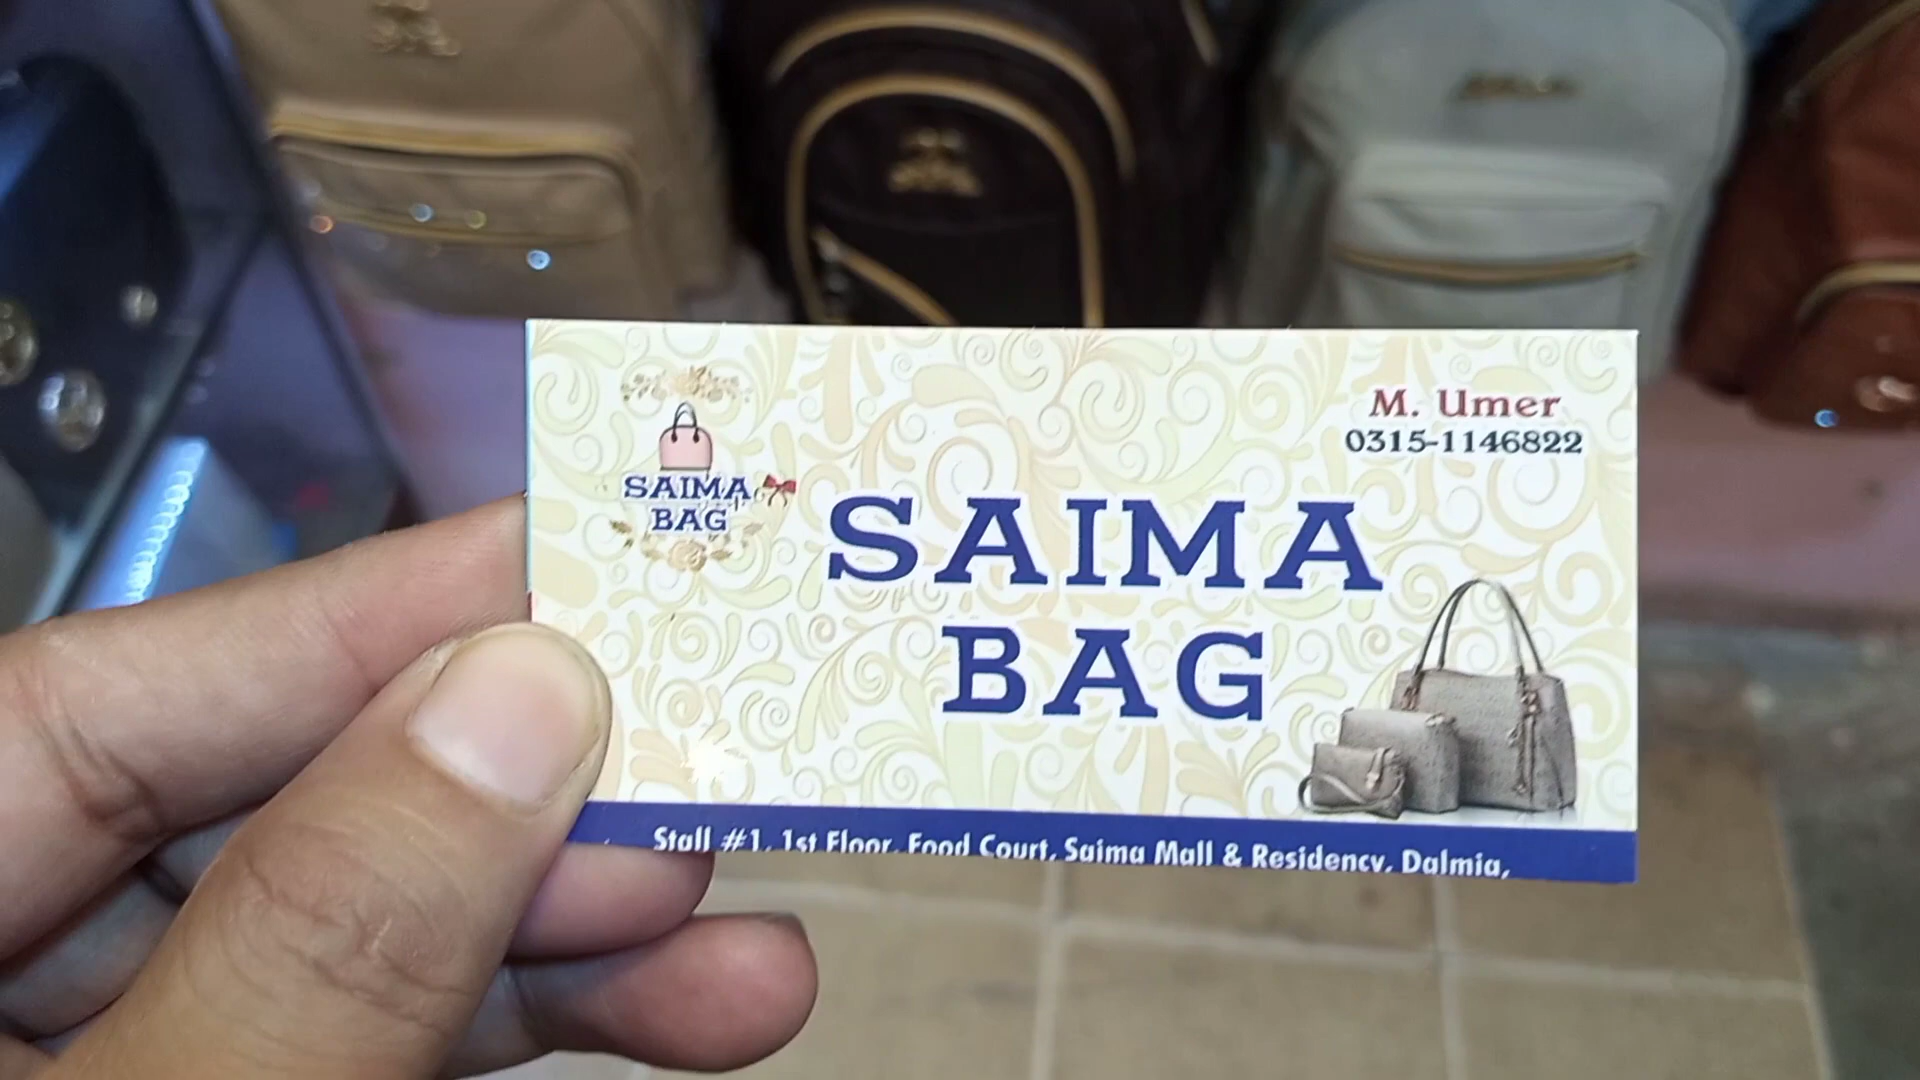 M. Umer
0315-1146822
SAIMA
BAG
SAIMA
BAG
Stall #1, 1st Floor, Food Court, Saima Mall & Residency, Dalmia,